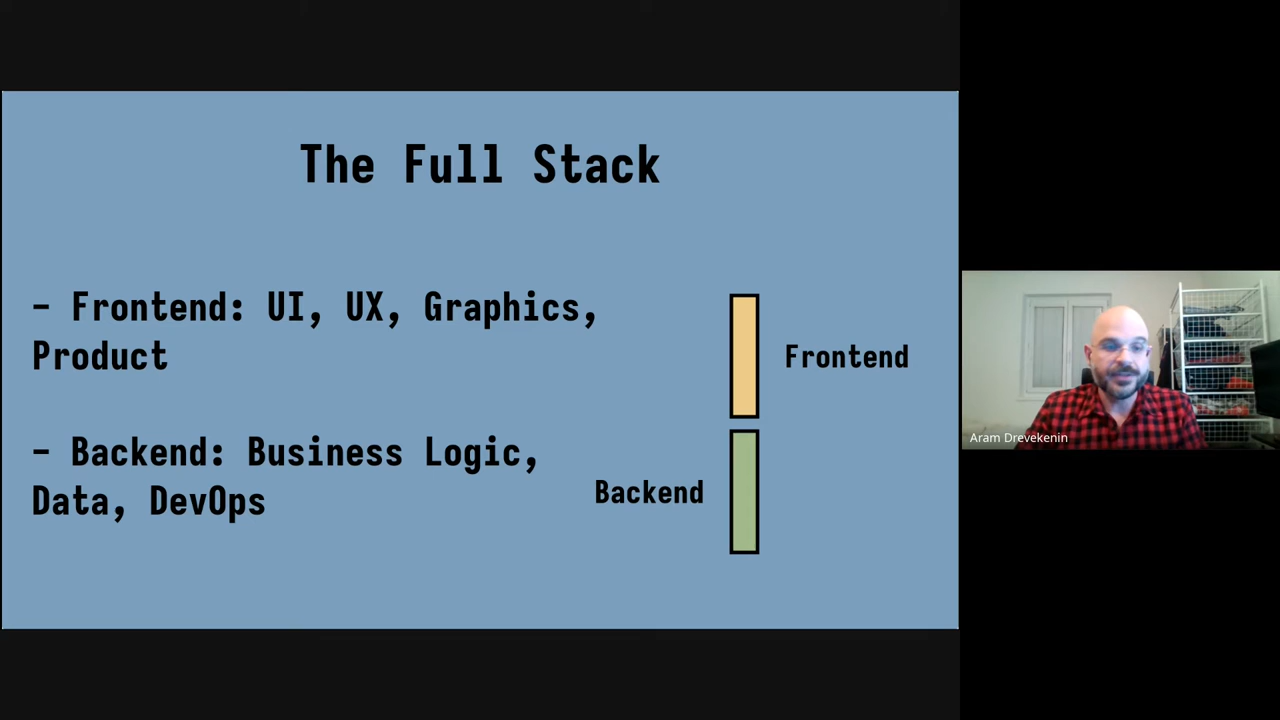 The Full Stack
- Frontend: UI, UX, Graphics,
Product
- Backend: Business Logic,
Data, DevOps
Frontend
Backend
Aram Drevekenin